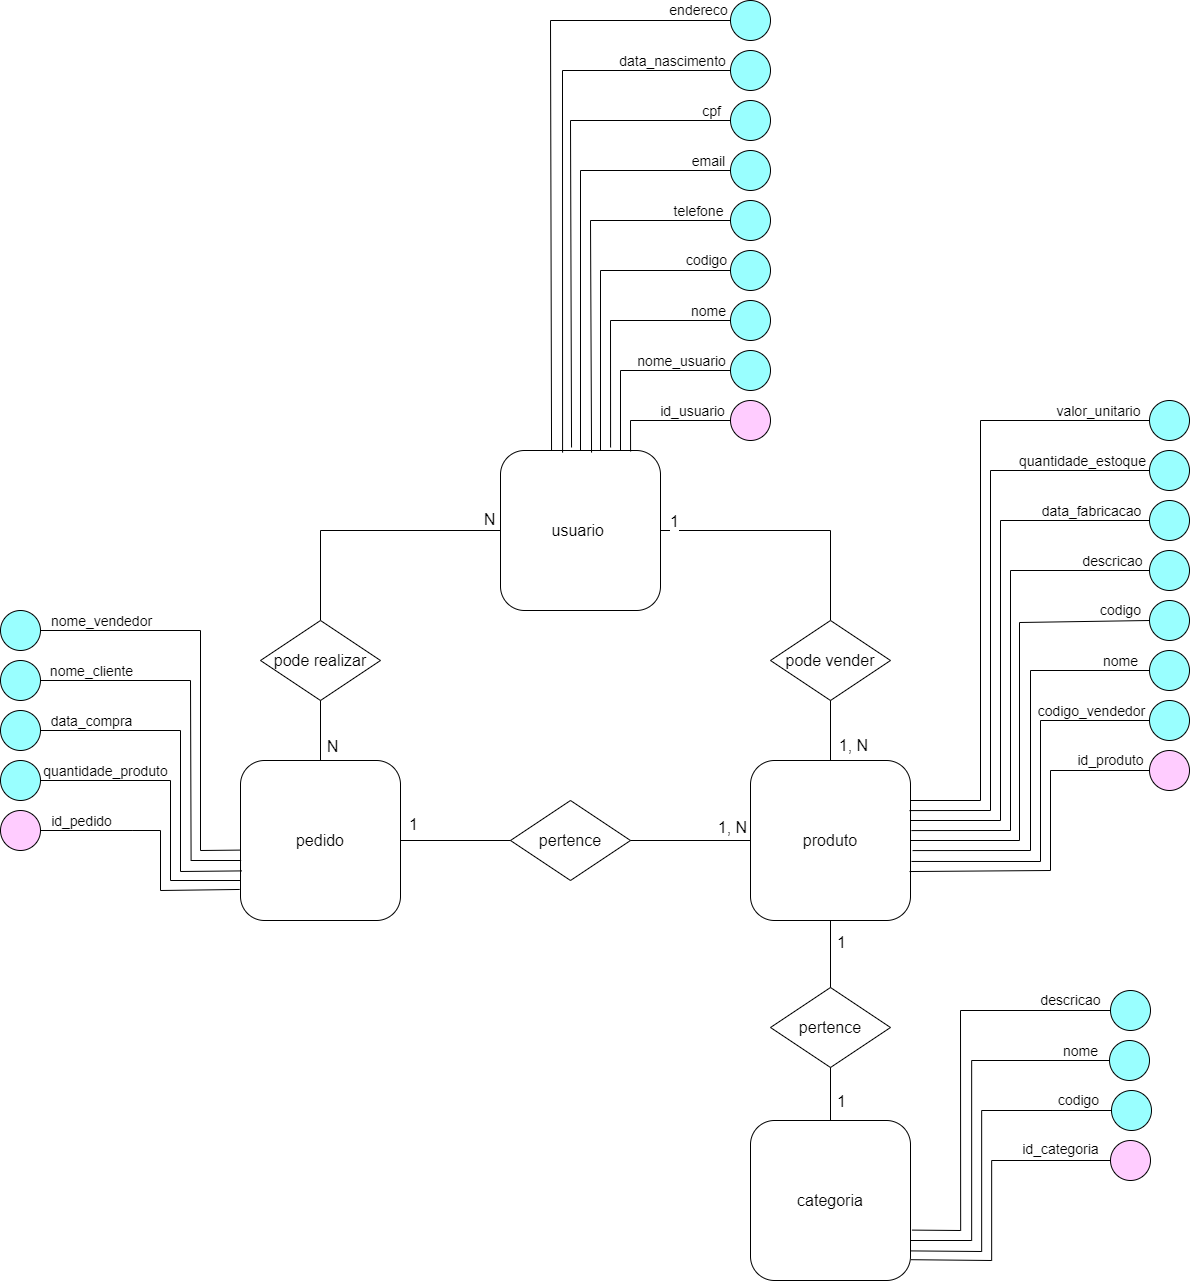 endereco
data_nascimento
cpf
email
telefone
codigo
nome
nome_usuario
id_usuario
valor_unitario
quantidade_estoque
data_fabricacao
descricao
codigo
nome
codigo_vendedor
id_produto
N
usuario
1
nome_vendedor
nome_cliente
data_compra
quantidade_produto
id_pedido
pode realizar
pode vender
N
1, N
pedido
1
pertence
1, N
produto
1
pertence
1
descricao
nome
codigo
id_categoria
categoria